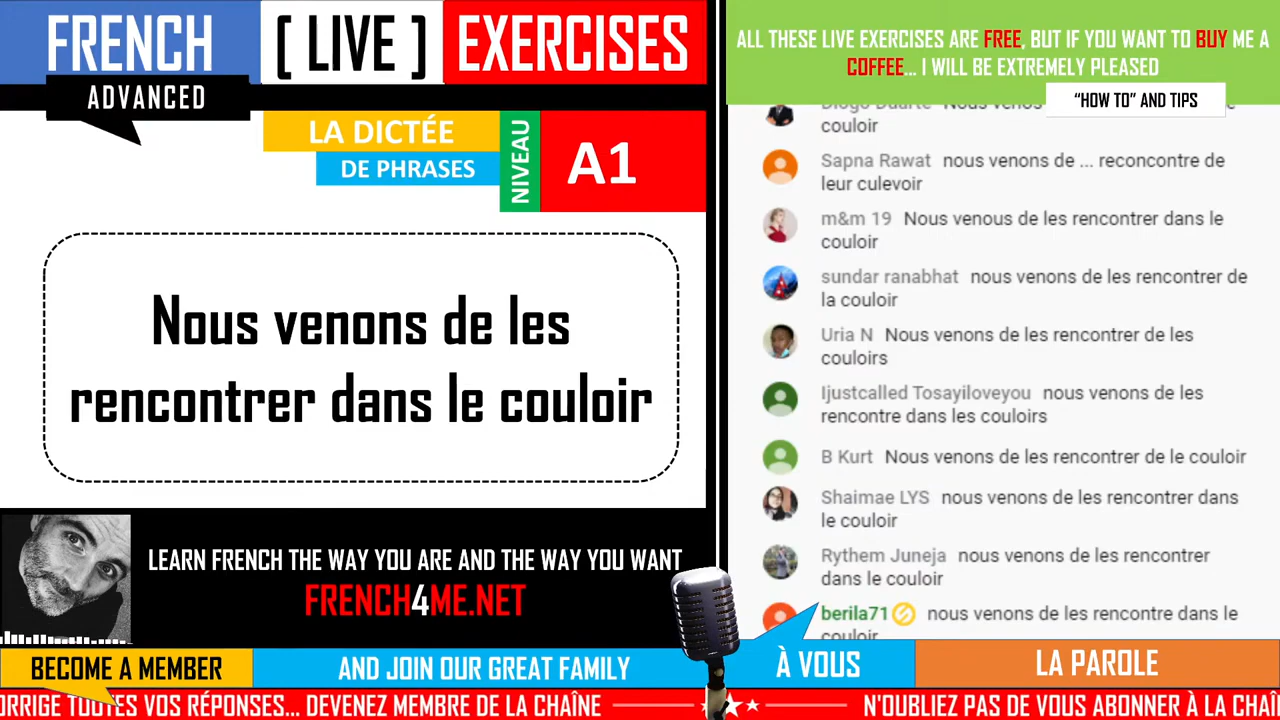 FRENCH
[ LIVE ]
EXERCISES
ADVANCED
LA DICTÉE
DE PHRASES
NIVEAU
A1
Nous venons de les
rencontrer dans le couloir
LEARN FRENCH THE WAY YOU ARE AND THE WAY YOU WANT
FRENCH4ME.NET
ALL THESE LIVE EXERCISES ARE FREE, BUT IF YOU WANT TO BUY ME A
COFFEE... I WILL BE EXTREMELY PLEASED
"HOW TO" AND TIPS
Diogo Duarte Nous
couloir
Sapna Rawat nous venons de ... reconcontre de
leur culevoir
m&m 19 Nous venous de les rencontrer dans le
couloir
sundar ranabhat nous venons de les rencontrer de
la couloir
Uria N Nous venons de les rencontrer de les
couloirs
Ijustcalled Tosayiloveyou nous venons de les
rencontre dans les couloirs
B Kurt Nous venons de les rencontrer de le couloir
Shaimae LYS nous venons de les rencontrer dans
le couloir
Rythem Juneja nous venons de les rencontrer
dans le couloir
berila71 nous venons de les rencontre dans le
couloir
BECOME A MEMBER
AND JOIN OUR GREAT FAMILY
À VOUS
LA PAROLE
ORRIGE TOUTES VOS RÉPONSES... DEVENEZ MEMBRE DE LA CHAÎNE
N'OUBLIEZ PAS DE VOUS ABONNER À LA CHAÎ